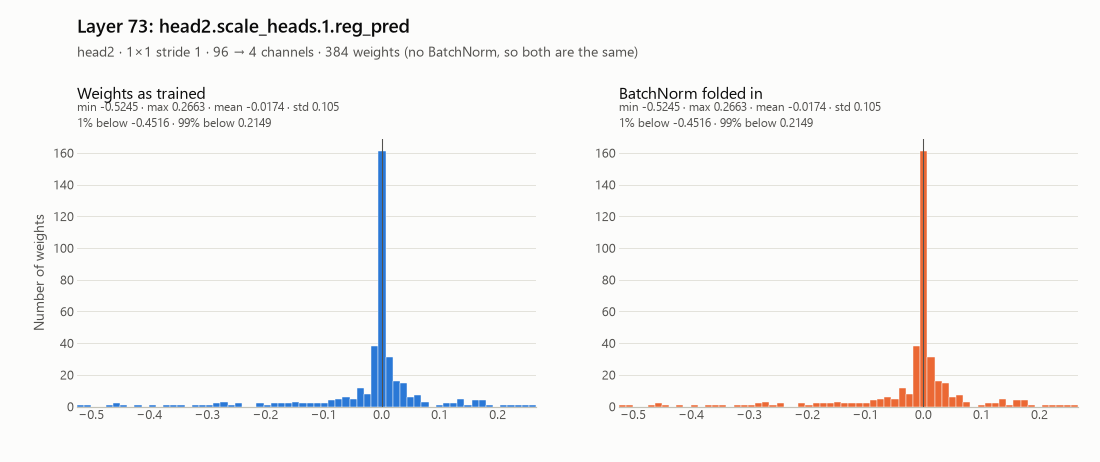 Layer 73: head2.scale_heads.1.reg_pred
head2 · 1×1 stride 1 · 96 → 4 channels · 384 weights (no BatchNorm, so both are the same)
Weights as trained
min -0.5245 · max 0.2663 · mean -0.0174 · std 0.105
1% below -0.4516 · 99% below 0.2149
Number of weights
160
140
120
100
80
60
40
20
0
−0.5 −0.4 −0.3 −0.2 −0.1 0.0 0.1 0.2
BatchNorm folded in
min -0.5245 · max 0.2663 · mean -0.0174 · std 0.105
1% below -0.4516 · 99% below 0.2149
160
140
120
100
80
60
40
20
0
−0.5 −0.4 −0.3 −0.2 −0.1 0.0 0.1 0.2